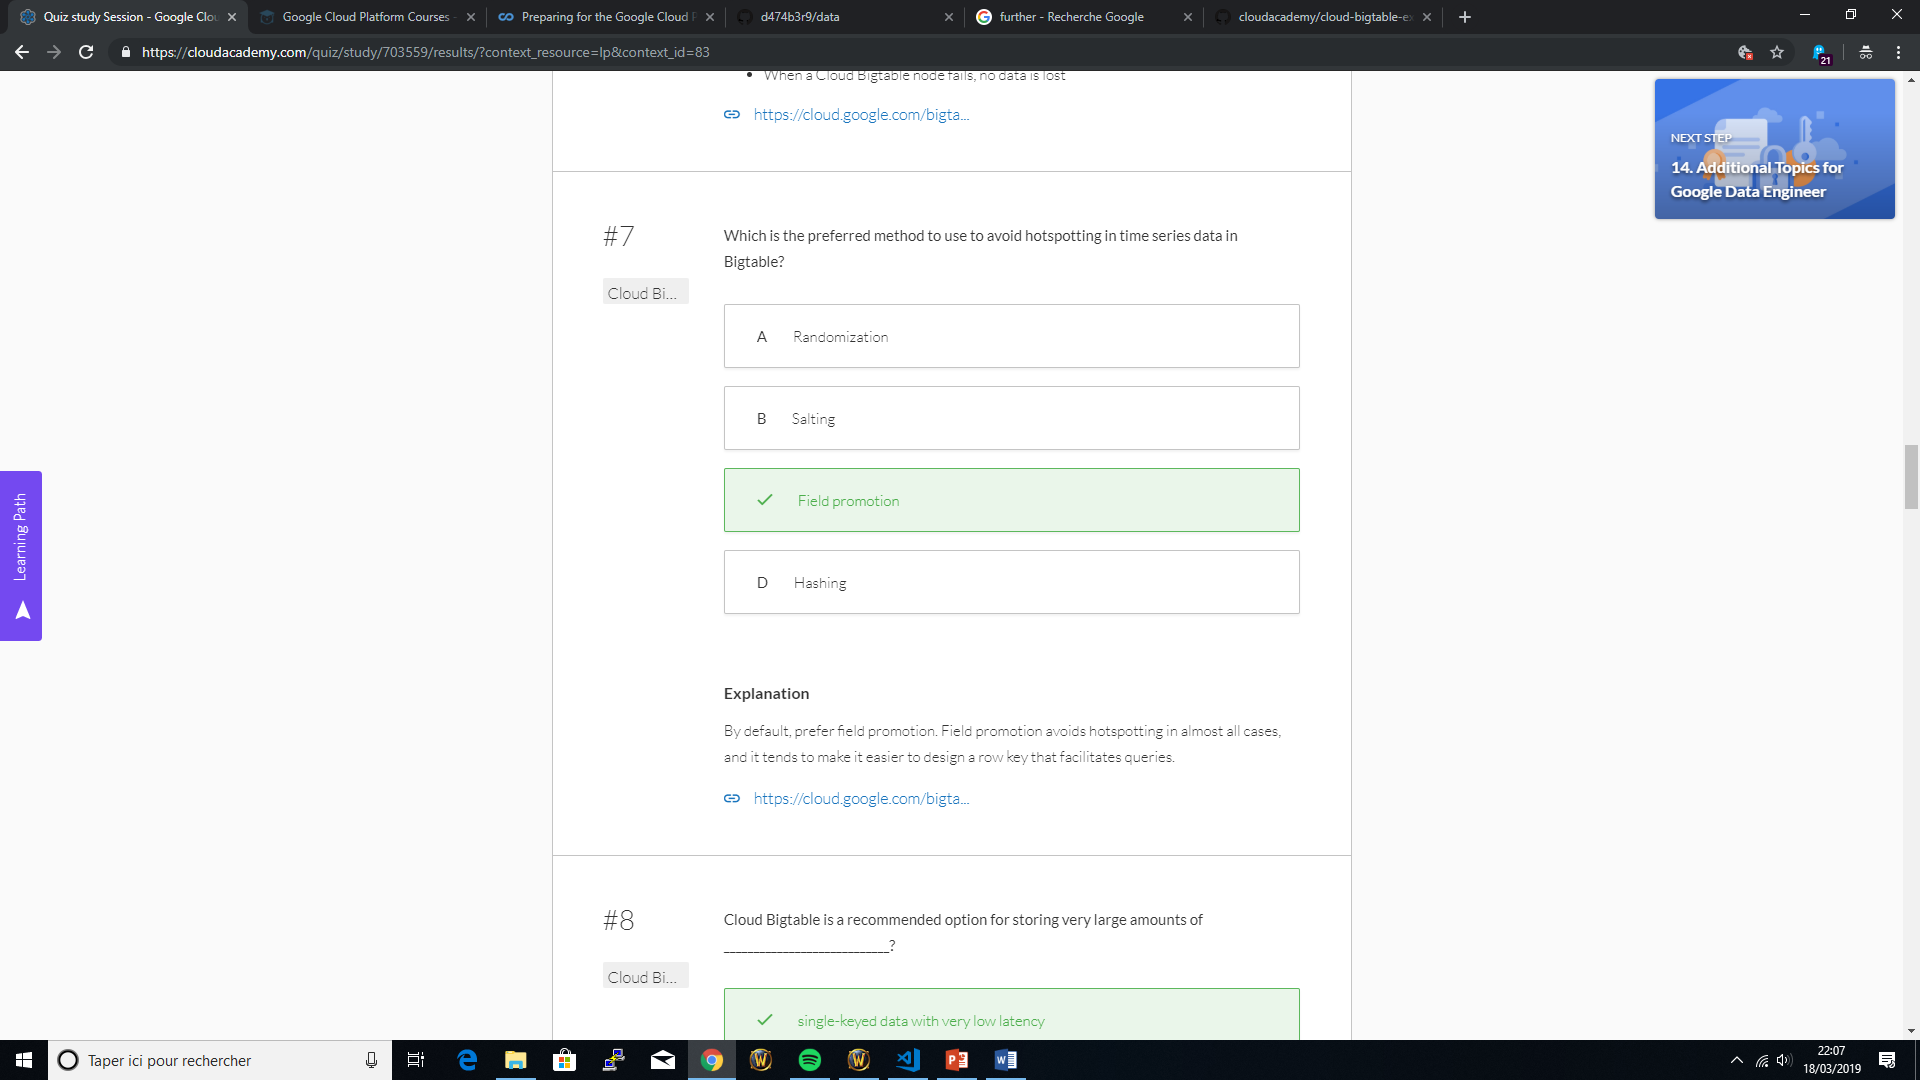 Quiz study Session - Google Clou
Google Cloud Platform Courses -
Preparing for the Google Cloud P
d474b3r9/data
further - Recherche Google
cloudacademy/cloud-bigtable-ex
https://cloudacademy.com/quiz/study/703559/results/?context_resource=lp&context_id=83
21
When a Cloud Bigtable node fails, no data is lost
https://cloud.google.com/bigta...
NEXT STEP
14. Additional Topics for
Google Data Engineer
#7
Cloud Bi...
Which is the preferred method to use to avoid hotspotting in time series data in
Bigtable?
A Randomization
B Salting
Field promotion
D Hashing
Learning Path
Explanation
By default, prefer field promotion. Field promotion avoids hotspotting in almost all cases,
and it tends to make it easier to design a row key that facilitates queries.
https://cloud.google.com/bigta...
#8
Cloud Bi...
Cloud Bigtable is a recommended option for storing very large amounts of
____________________________?
single-keyed data with very low latency
Taper ici pour rechercher
22:07
18/03/2019